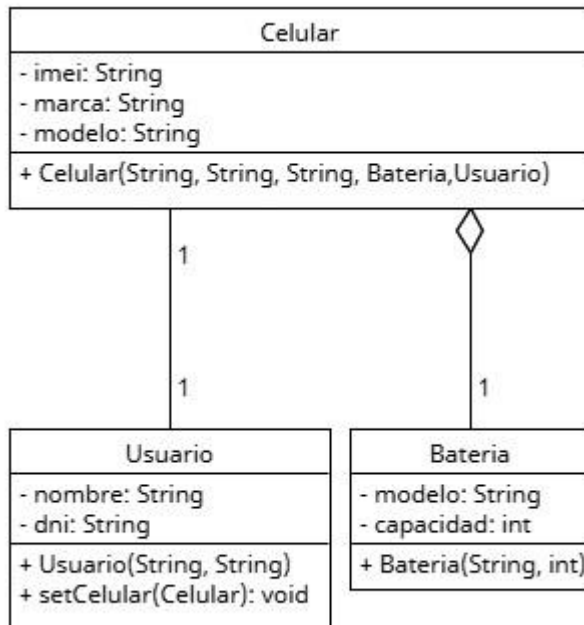 Celular
- imei: String
- marca: String
- modelo: String
+ Celular(String, String, String, Bateria,Usuario)
1
1
1
Usuario
- nombre: String
- dni: String
+ Usuario(String, String)
+ setCelular(Celular): void
Bateria
- modelo: String
- capacidad: int
+ Bateria(String, int)